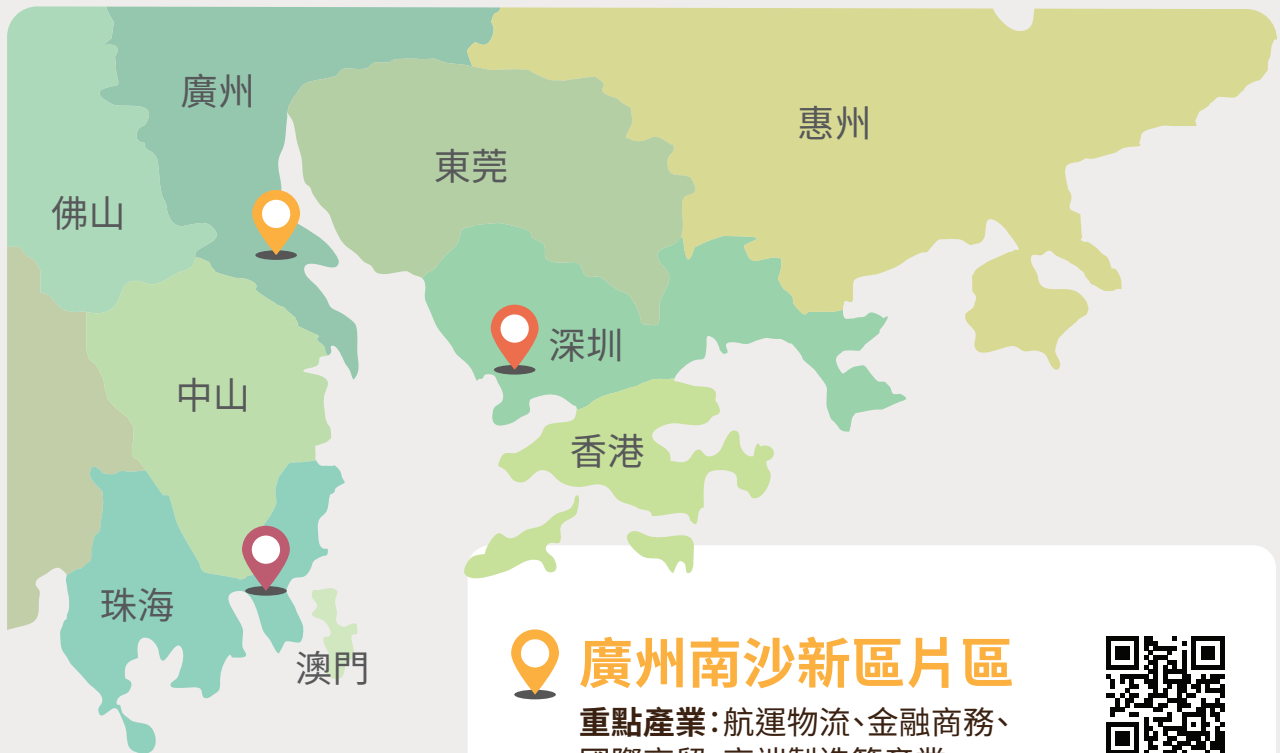 廣州
惠州
東莞
佛山
深圳
中山
香港
珠海
澳門
廣州南沙新區片區
重點產業：航運物流、金融商務、